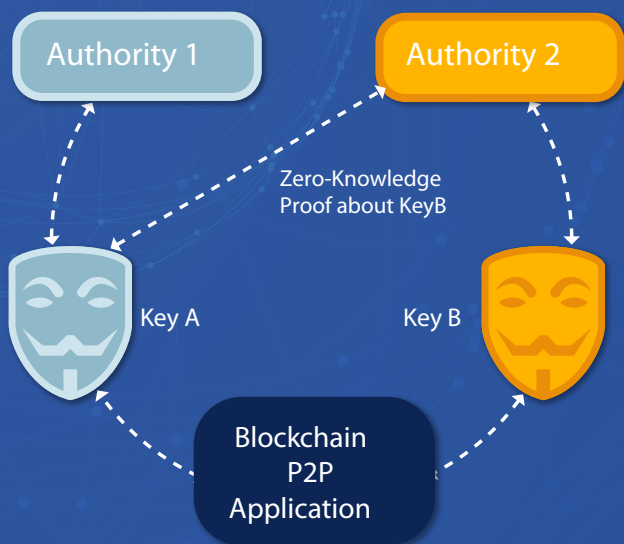 Authority 1
Authority 2
Zero-Knowledge
Proof about KeyB
Key A
Key B
Blockchain
P2P
Application